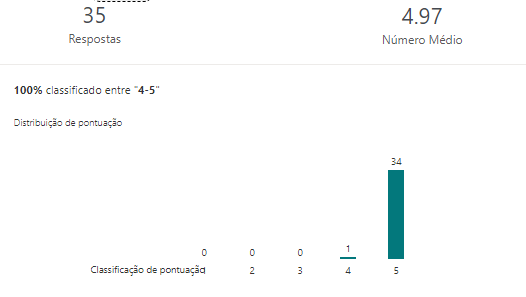 35
Respostas
4.97
Número Médio
100% classificado entre "4-5"
Distribuição de pontuação
34
0 0 0 1
Classificação de pontuação 2 3 4 5